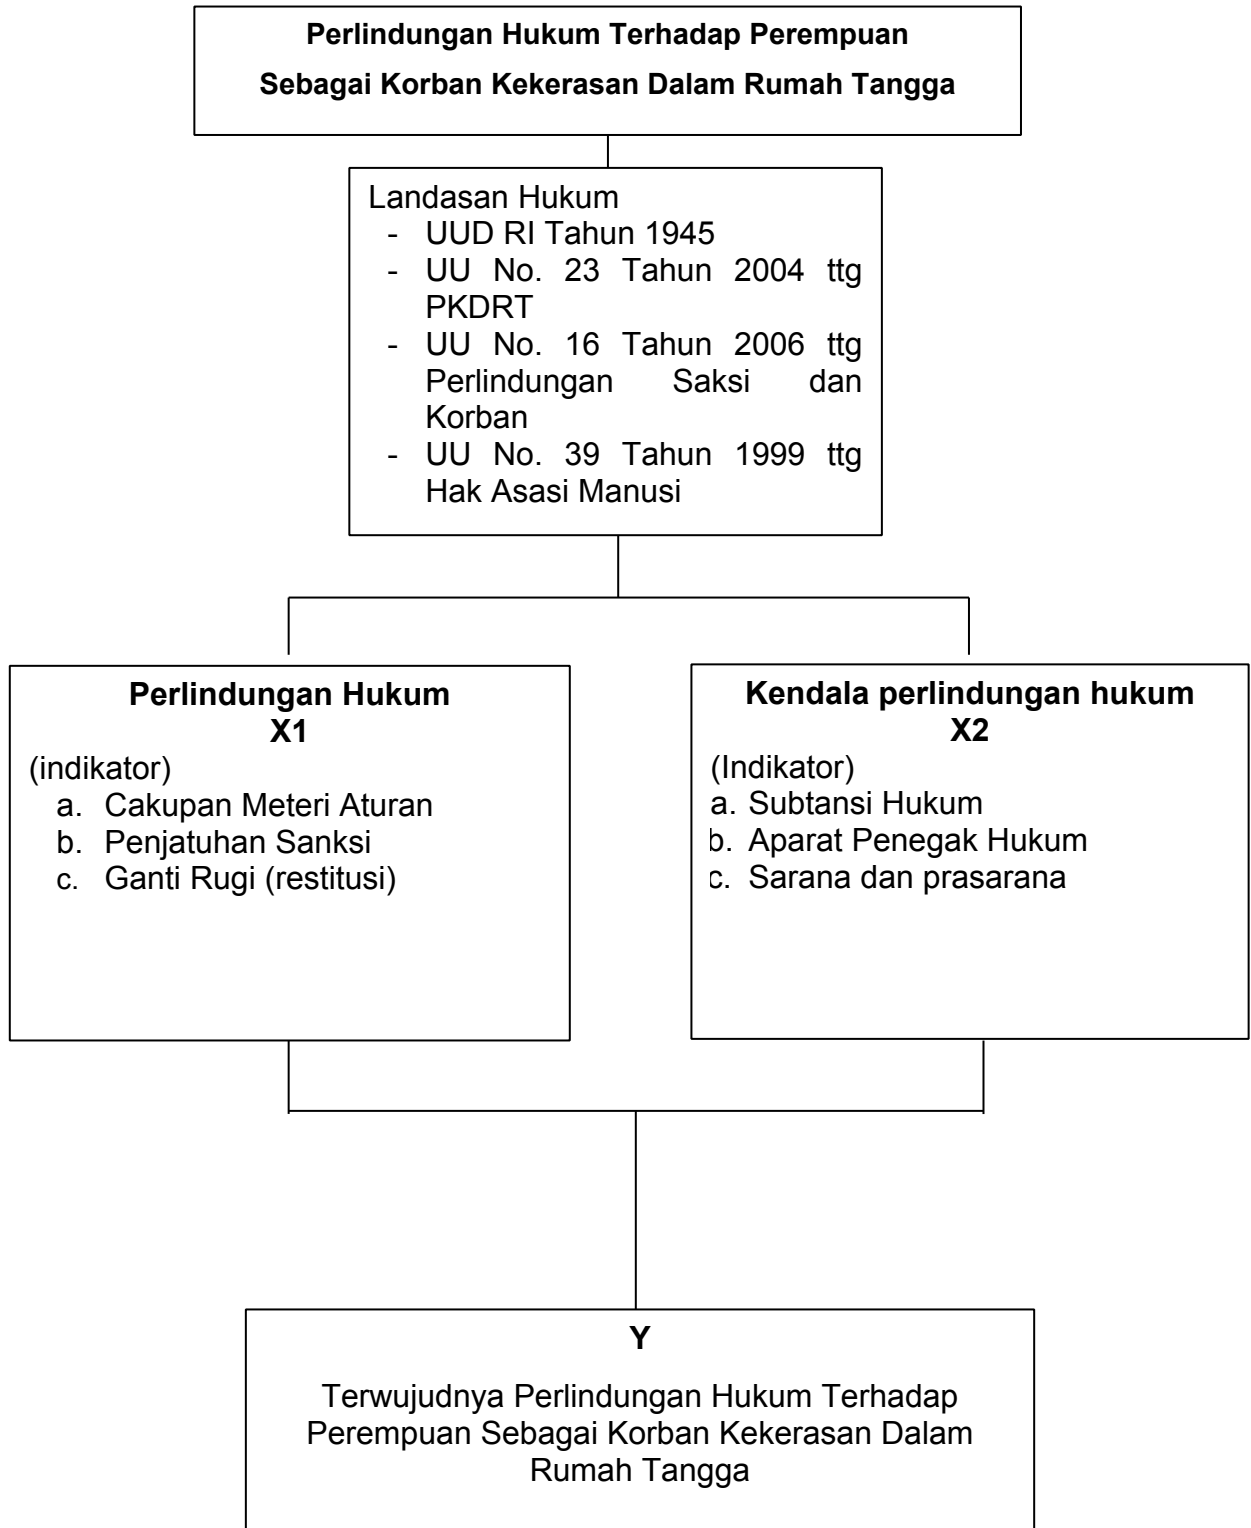 Perlindungan Hukum Terhadap Perempuan
Sebagai Korban Kekerasan Dalam Rumah Tangga
Landasan Hukum
- UUD RI Tahun 1945
- UU No. 23 Tahun 2004 ttg
PKDRT
- UU No. 16 Tahun 2006 ttg
Perlindungan Saksi dan
Korban
- UU No. 39 Tahun 1999 ttg
Hak Asasi Manusi
Perlindungan Hukum
X1
(indikator)
a. Cakupan Meteri Aturan
b. Penjatuhan Sanksi
c. Ganti Rugi (restitusi)
Kendala perlindungan hukum
X2
(Indikator)
a. Subtansi Hukum
b. Aparat Penegak Hukum
c. Sarana dan prasarana
Y
Terwujudnya Perlindungan Hukum Terhadap
Perempuan Sebagai Korban Kekerasan Dalam
Rumah Tangga